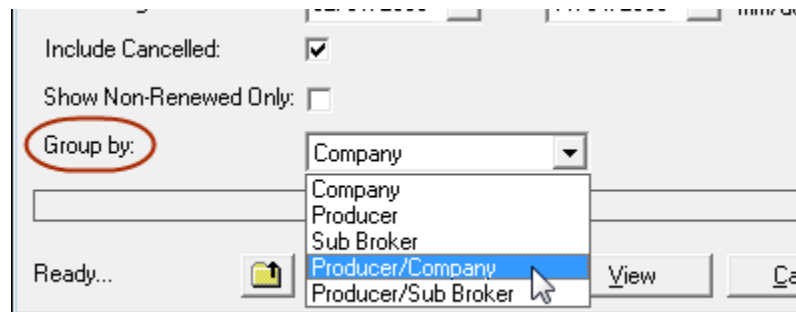 Include Cancelled:
Show Non-Renewed Only:
Group by:
Company
Company
Producer
Sub Broker
Producer/Company
Producer/Sub Broker
Ready...
View